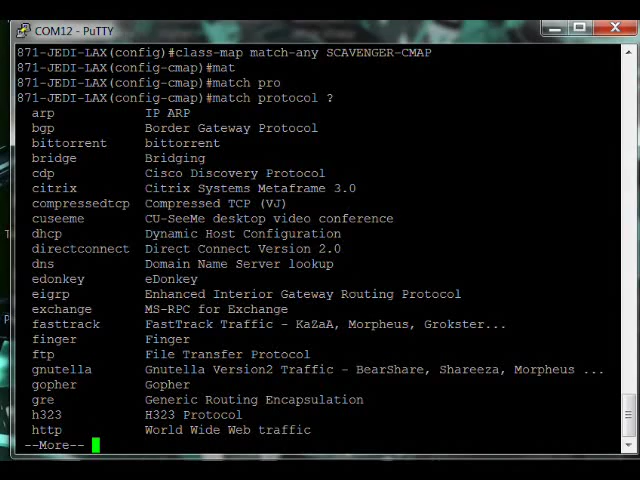 COM12 - PuTTY
871-JEDI-LAX(config)#class-map match-any SCAVENGER-CMAP
871-JEDI-LAX(config-cmap)#mat
871-JEDI-LAX(config-cmap)#match pro
871-JEDI-LAX(config-cmap)#match protocol ?
arp IP ARP
bgp Border Gateway Protocol
bittorrent bittorrent
bridge Bridging
cdp Cisco Discovery Protocol
citrix Citrix Systems Metaframe 3.0
compressedtcp Compressed TCP (VJ)
cuseeme CU-SeeMe desktop video conference
dhcp Dynamic Host Configuration
directconnect Direct Connect Version 2.0
dns Domain Name Server lookup
edonkey eDonkey
eigrp Enhanced Interior Gateway Routing Protocol
exchange MS-RPC for Exchange
fasttrack FastTrack Traffic - KaZaA, Morpheus, Grokster...
finger Finger
ftp File Transfer Protocol
gnutella Gnutella Version2 Traffic - BearShare, Shareeza, Morpheus ...
gopher Gopher
gre Generic Routing Encapsulation
h323 H323 Protocol
http World Wide Web traffic
--More--